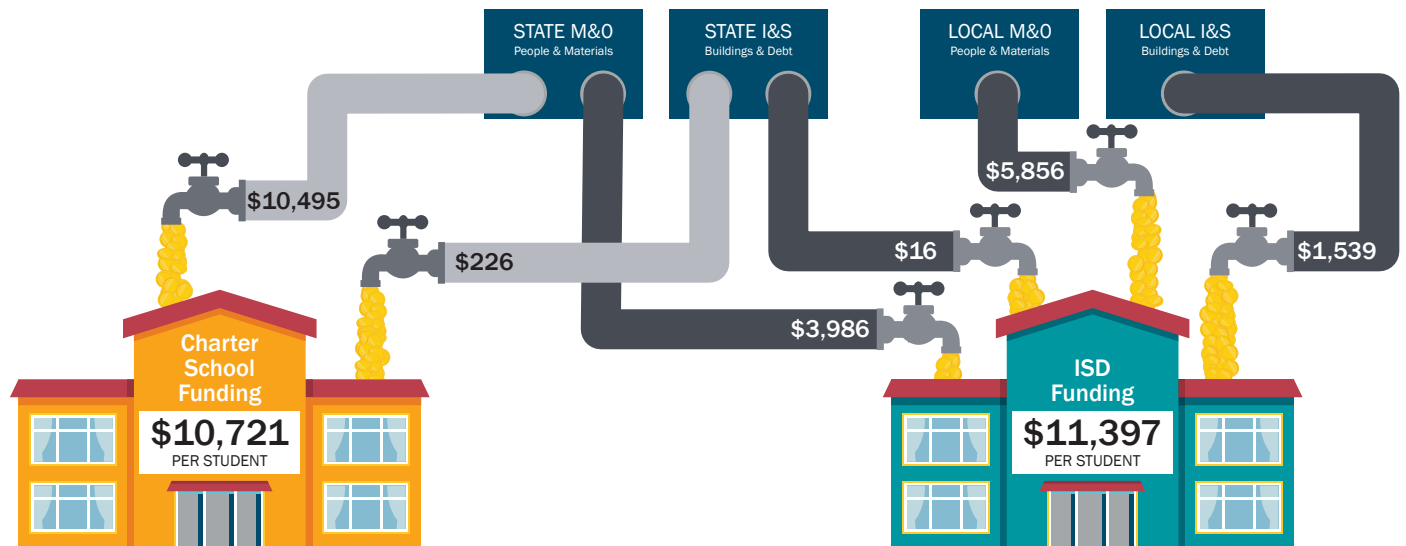 STATE M&O
People & Materials
STATE I&S
Buildings & Debt
LOCAL M&O
People & Materials
LOCAL I&S
Buildings & Debt
$10,495
$226
$5,856
$16
$1,539
$3,986
Charter
School
Funding
$10,721
PER STUDENT
ISD
Funding
$11,397
PER STUDENT